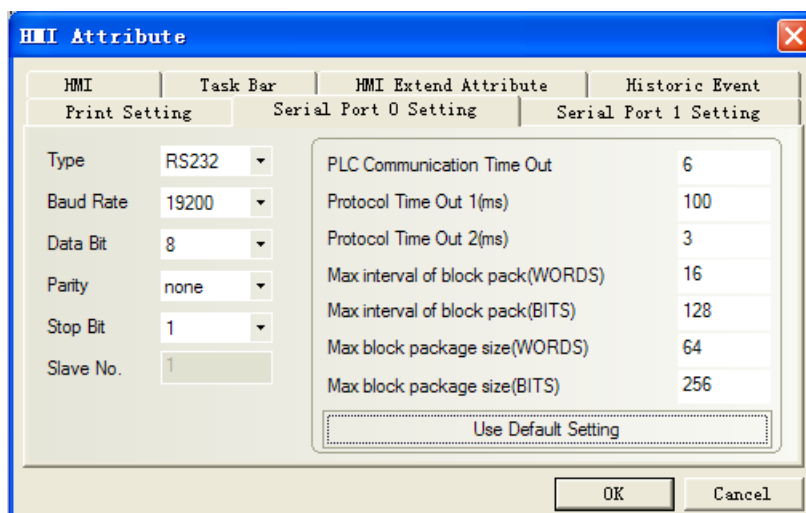 HMI Attribute
HMI Task Bar HMI Extend Attribute Historic Event
Print Setting Serial Port 0 Setting Serial Port 1 Setting
Type RS232
Baud Rate 19200
Data Bit 8
Parity none
Stop Bit 1
Slave No. 1
PLC Communication Time Out 6
Protocol Time Out 1(ms) 100
Protocol Time Out 2(ms) 3
Max interval of block pack(WORDS) 16
Max interval of block pack(BITS) 128
Max block package size(WORDS) 64
Max block package size(BITS) 256
Use Default Setting
OK Cancel